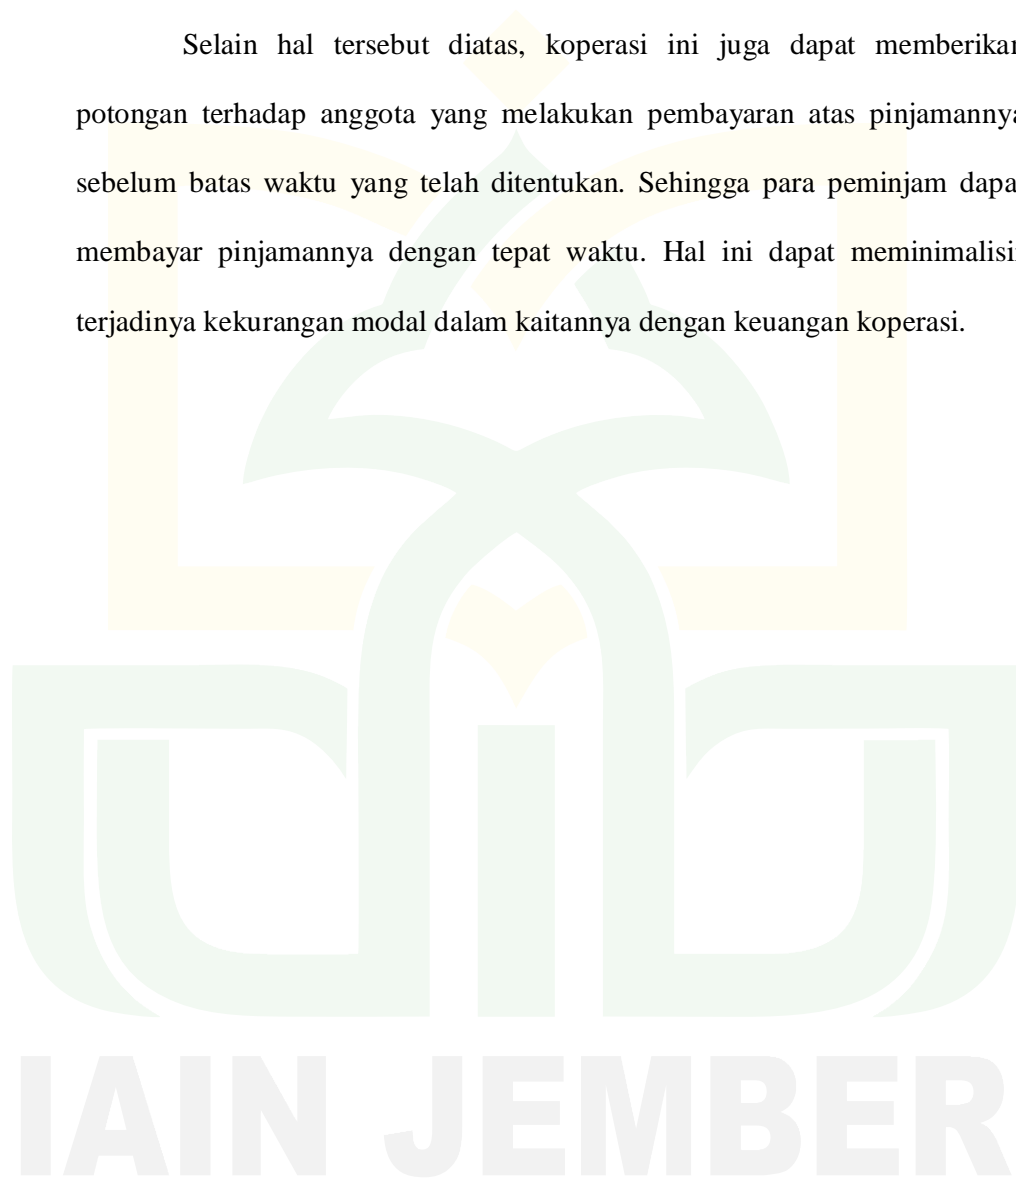 Selain hal tersebut diatas, koperasi ini juga dapat memberikan
potongan terhadap anggota yang melakukan pembayaran atas pinjamannya
sebelum batas waktu yang telah ditentukan. Sehingga para peminjam dapat
membayar pinjamannya dengan tepat waktu. Hal ini dapat meminimalisir
terjadinya kekurangan modal dalam kaitannya dengan keuangan koperasi.
IAIN JEMBER